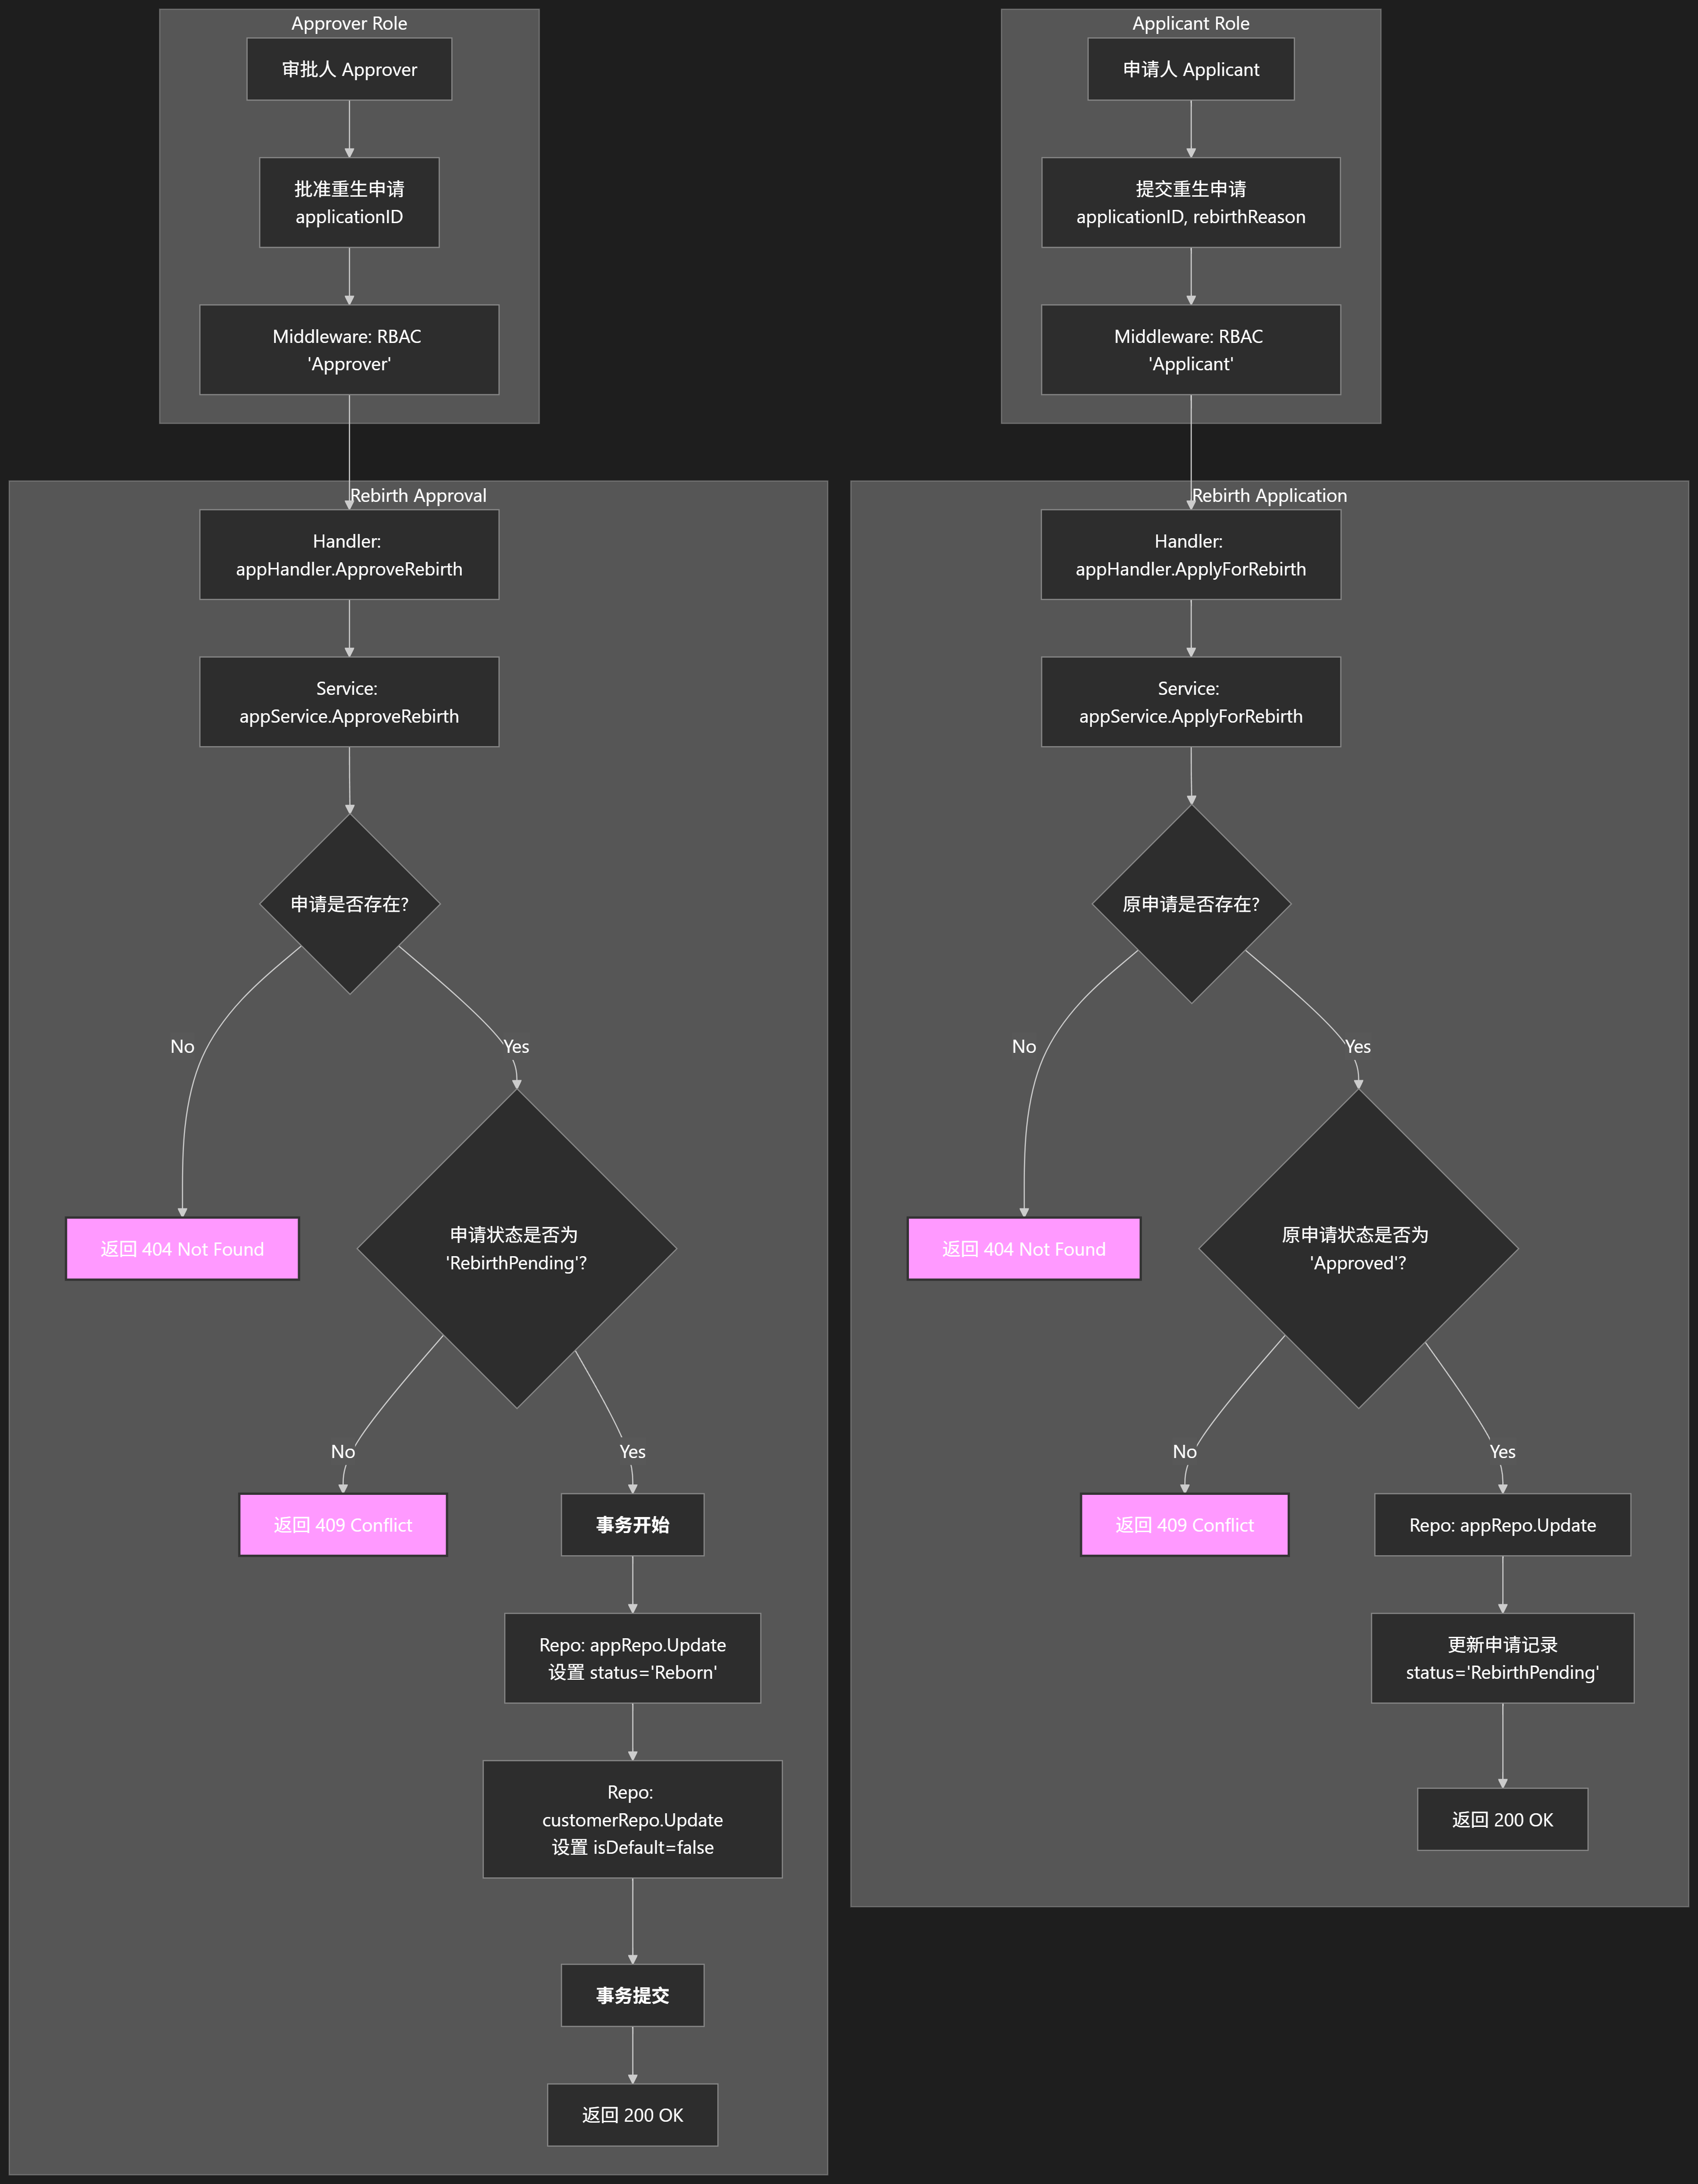 Approver Role
审批人 Approver
批准重生申请
applicationID
Middleware: RBAC
'Approver'
Rebirth Approval
Handler:
appHandler.ApproveRebirth
Service:
appService.ApproveRebirth
申请是否存在?
No
Yes
返回 404 Not Found
申请状态是否为
'RebirthPending'?
No
Yes
返回 409 Conflict
事务开始
Repo: appRepo.Update
设置 status='Reborn'
Repo:
customerRepo.Update
设置 isDefault=false
事务提交
返回 200 OK
Applicant Role
申请人 Applicant
提交重生申请
applicationID, rebirthReason
Middleware: RBAC
'Applicant'
Rebirth Application
Handler:
appHandler.ApplyForRebirth
Service:
appService.ApplyForRebirth
原申请是否存在?
No
Yes
返回 404 Not Found
原申请状态是否为
'Approved'?
No
Yes
返回 409 Conflict
Repo: appRepo.Update
更新申请记录
status='RebirthPending'
返回 200 OK